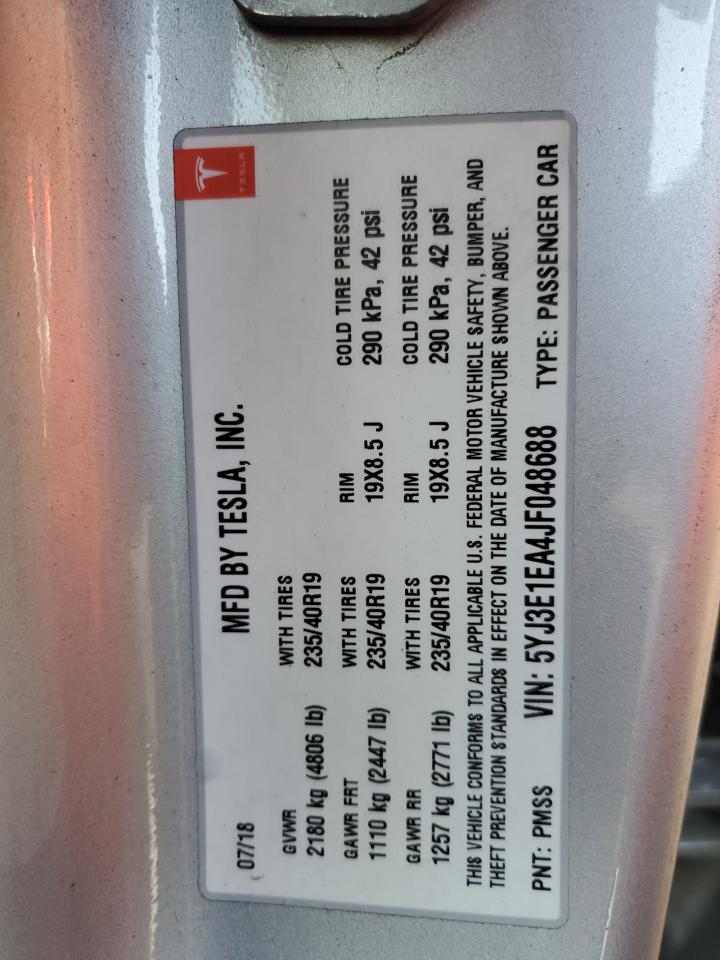 TESLA
MFD BY TESLA, INC.
07/18
GVWR WITH TIRES
2180 kg (4806 lb) 235/40R19
GAWR FRT WITH TIRES RIM COLD TIRE PRESSURE
1110 kg (2447 lb) 235/40R19 19X8.5 J 290 kPa, 42 psi
GAWR RR WITH TIRES RIM COLD TIRE PRESSURE
1257 kg (2771 lb) 235/40R19 19X8.5 J 290 kPa, 42 psi
THIS VEHICLE CONFORMS TO ALL APPLICABLE U.S. FEDERAL MOTOR VEHICLE SAFETY, BUMPER, AND
THEFT PREVENTION STANDARDS IN EFFECT ON THE DATE OF MANUFACTURE SHOWN ABOVE.
PNT: PMSS VIN: 5YJ3E1EA4JF048688 TYPE: PASSENGER CAR